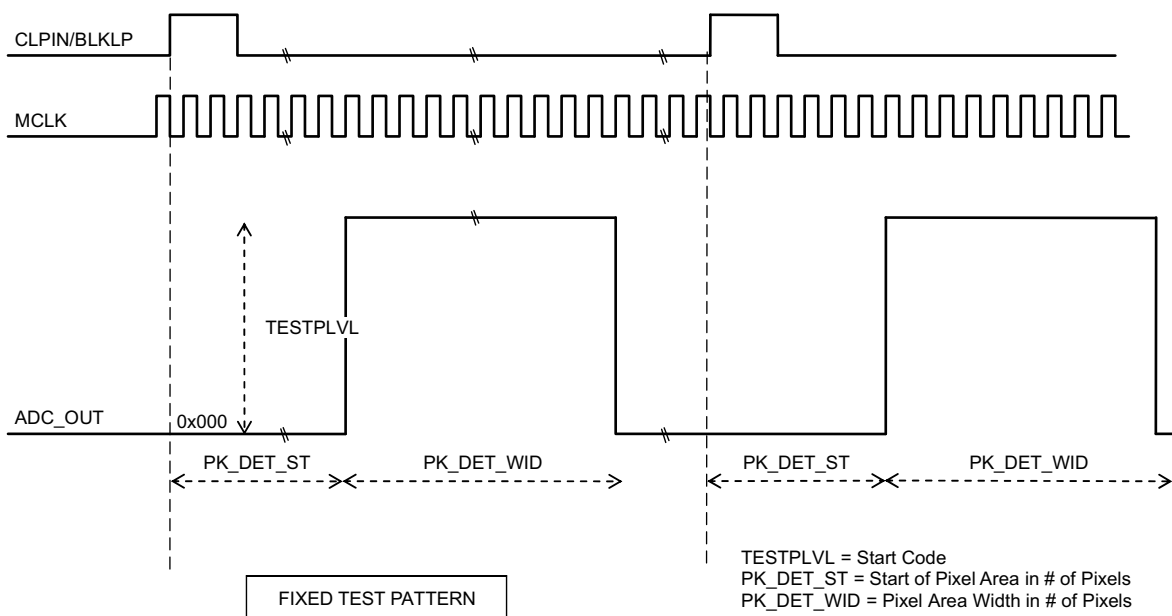 CLPIN/BLKLP
MCLK
TESTPLVL
ADC_OUT
0x000
PK_DET_ST
PK_DET_WID
PK_DET_ST
PK_DET_WID
FIXED TEST PATTERN
TESTPLVL = Start Code
PK_DET_ST = Start of Pixel Area in # of Pixels
PK_DET_WID = Pixel Area Width in # of Pixels